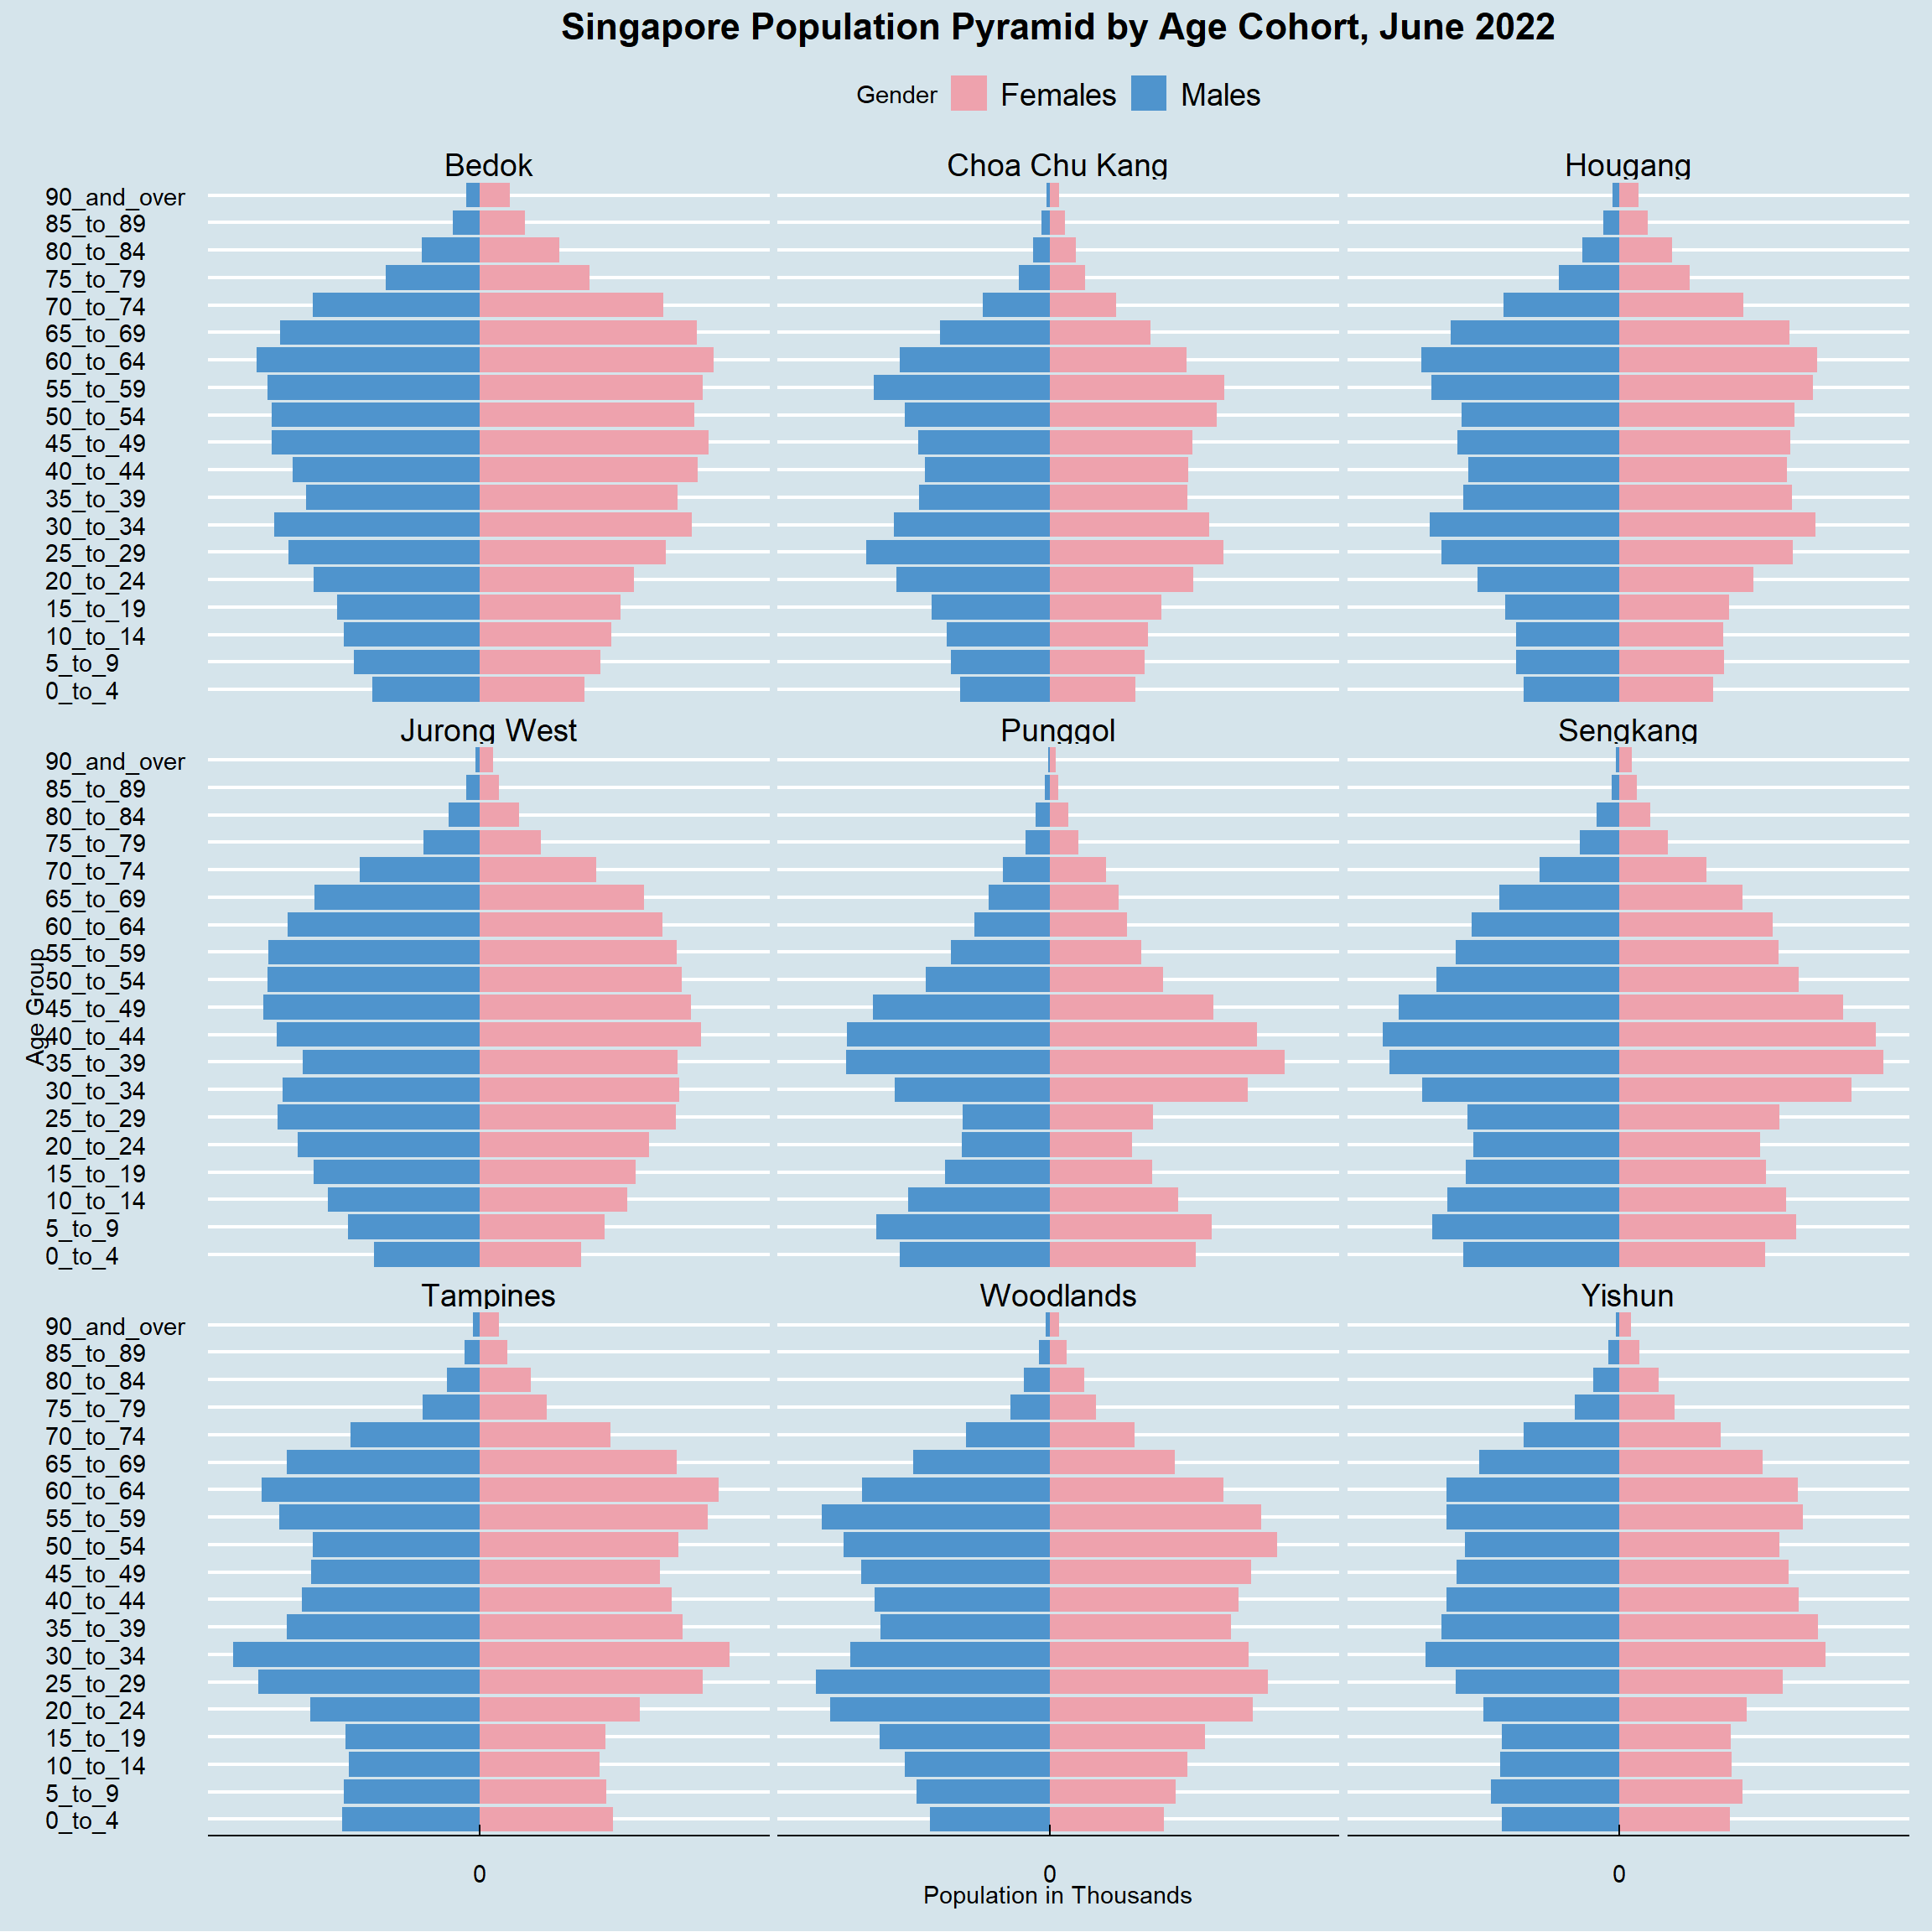 Singapore Population Pyramid by Age Cohort, June 2022
Gender Females Males
Bedok Choa Chu Kang Hougang
90_and_over
85_to_89
80_to_84
75_to_79
70_to_74
65_to_69
60_to_64
55_to_59
50_to_54
45_to_49
40_to_44
35_to_39
30_to_34
25_to_29
20_to_24
15_to_19
10_to_14
5_to_9
0_to_4
Jurong West Punggol Sengkang
90_and_over
85_to_89
80_to_84
75_to_79
70_to_74
65_to_69
60_to_64
55_to_59
50_to_54
45_to_49
40_to_44
35_to_39
30_to_34
25_to_29
20_to_24
15_to_19
10_to_14
5_to_9
0_to_4
Age Group
Tampines Woodlands Yishun
90_and_over
85_to_89
80_to_84
75_to_79
70_to_74
65_to_69
60_to_64
55_to_59
50_to_54
45_to_49
40_to_44
35_to_39
30_to_34
25_to_29
20_to_24
15_to_19
10_to_14
5_to_9
0_to_4
0 0 0
Population in Thousands